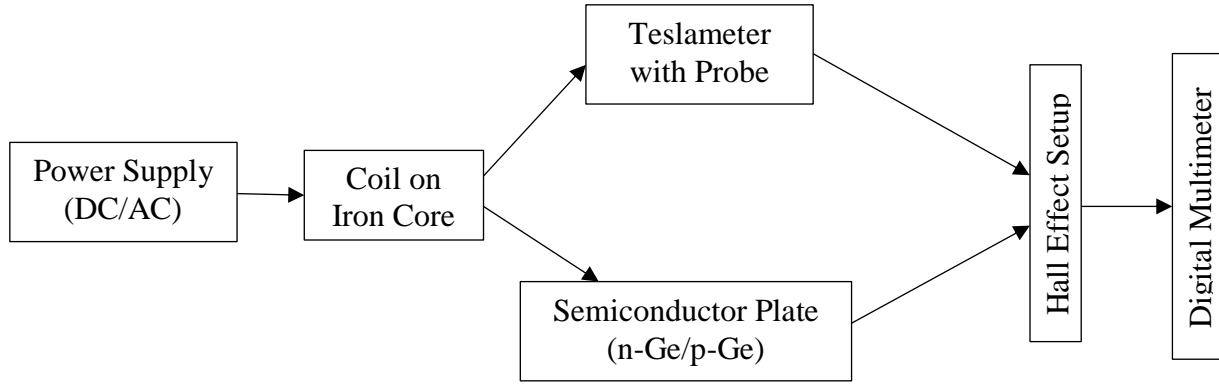 Teslameter
with Probe
Power Supply
(DC/AC)
Coil on
Iron Core
Semiconductor Plate
(n-Ge/p-Ge)
Hall Effect Setup
Digital Multimeter